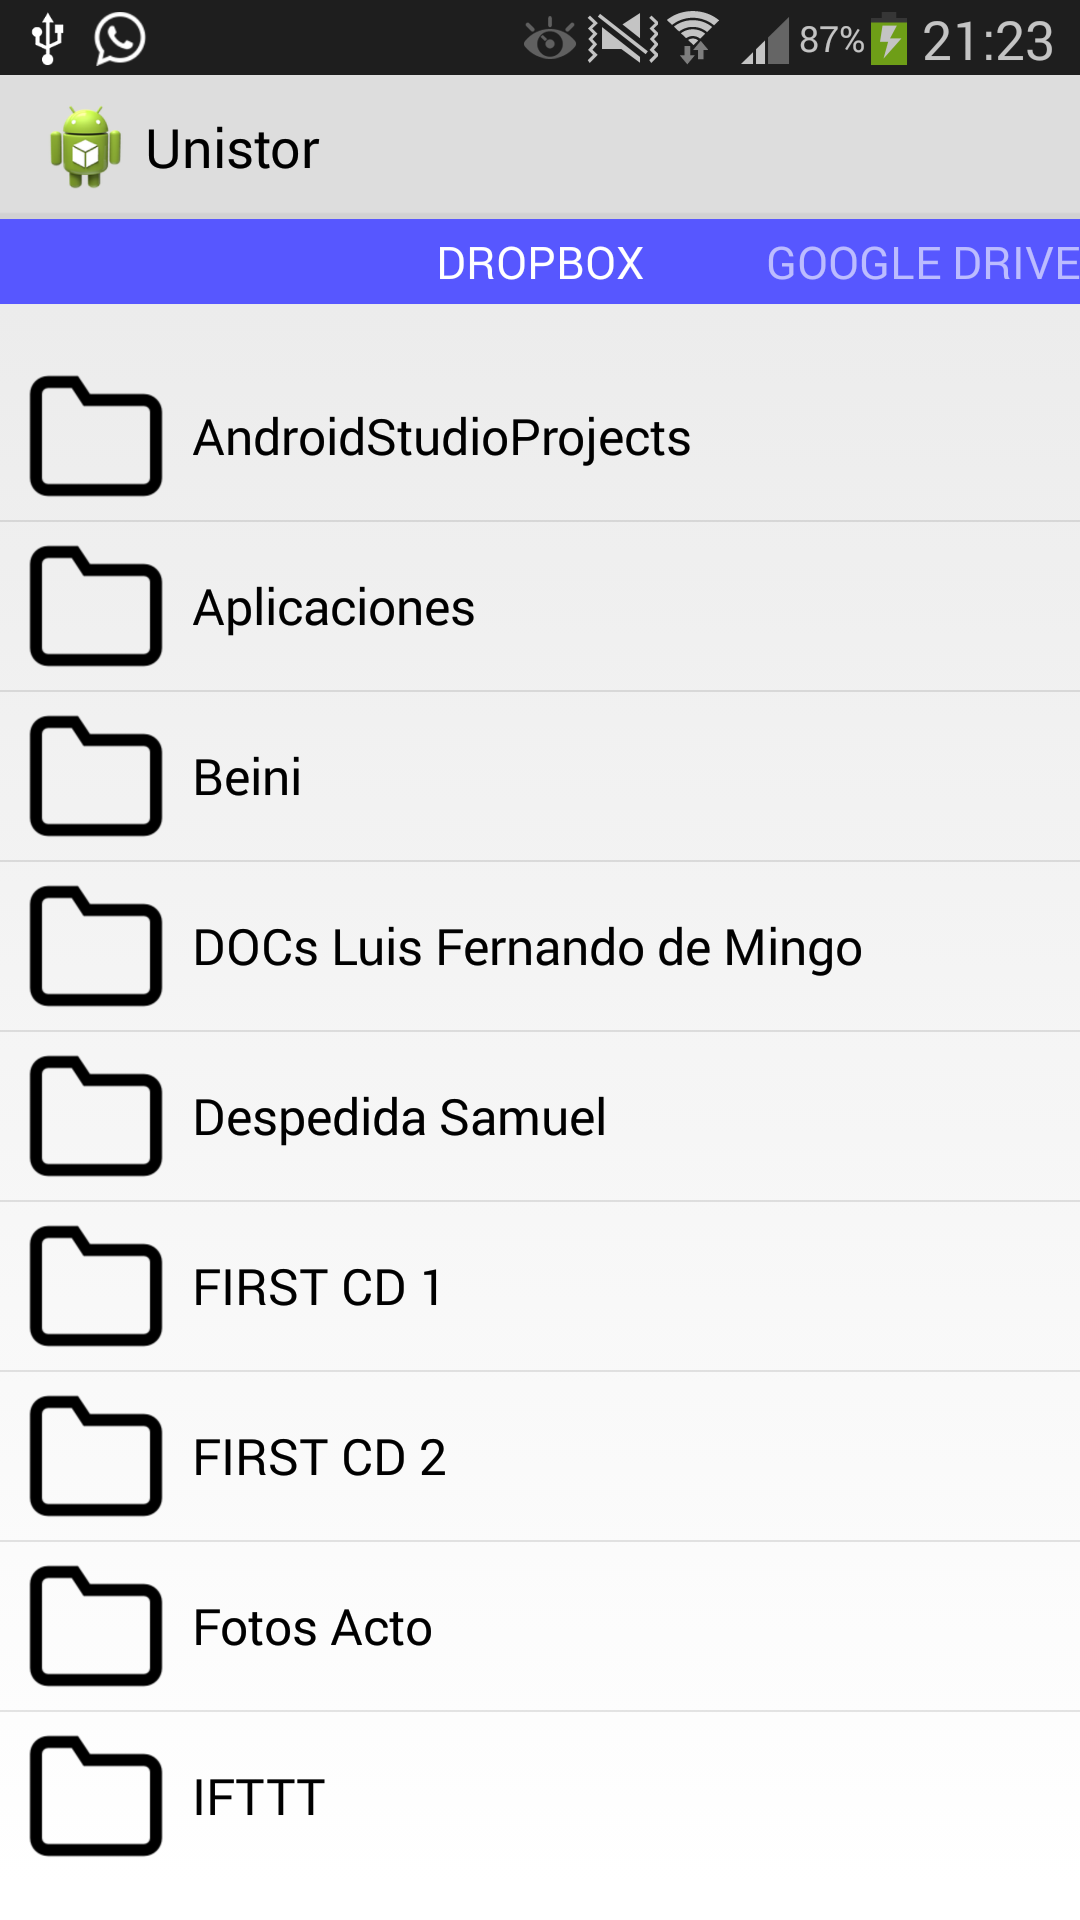 87% 21:23
Unistor
DROPBOX GOOGLE DRIVE
AndroidStudioProjects
Aplicaciones
Beini
DOCs Luis Fernando de Mingo
Despedida Samuel
FIRST CD 1
FIRST CD 2
Fotos Acto
IFTTT